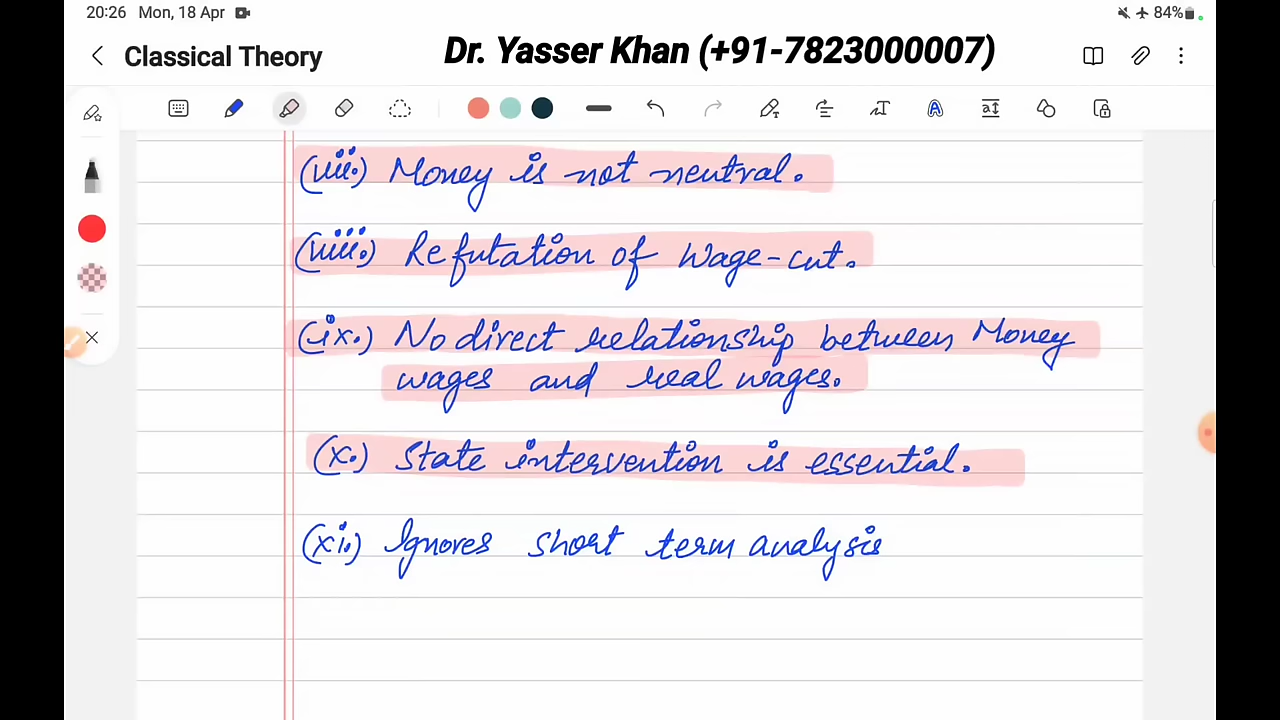 20:26 Mon, 18 Apr
84%
Classical Theory
Dr. Yasser Khan (+91-7823000007)
(vii.) Money is not neutral.
(viii.) Refutation of Wage-cut.
(ix.) No direct relationship between Money
wages and real wages.
(x.) State intervention is essential.
(xi.) Ignores short term analysis